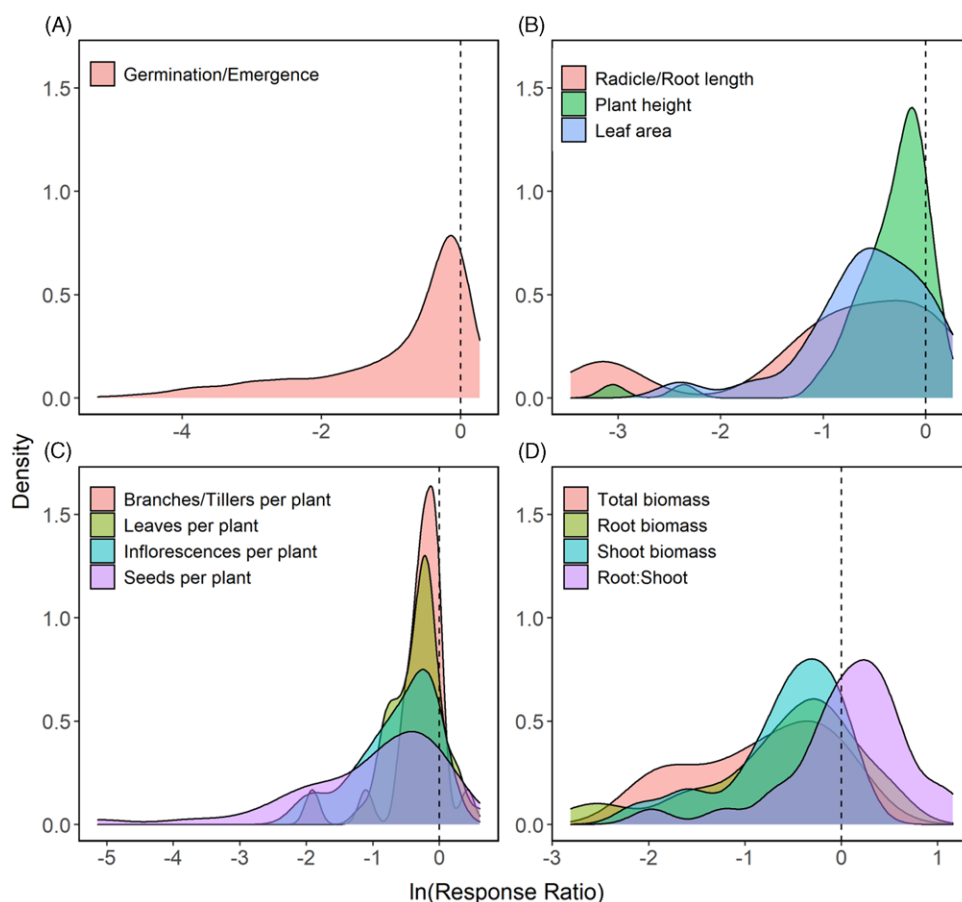 (A)
Germination/Emergence
1.5
1.0
0.5
0.0
-4
-2
0
(B)
Radicle/Root length
Plant height
Leaf area
1.5
1.0
0.5
0.0
-3
-2
-1
0
(C)
Branches/Tillers per plant
Leaves per plant
Inflorescences per plant
Seeds per plant
1.5
1.0
0.5
0.0
-5
-4
-3
-2
-1
0
(D)
Total biomass
Root biomass
Shoot biomass
Root:Shoot
1.5
1.0
0.5
0.0
-3
-2
-1
0
1
Density
ln(Response Ratio)